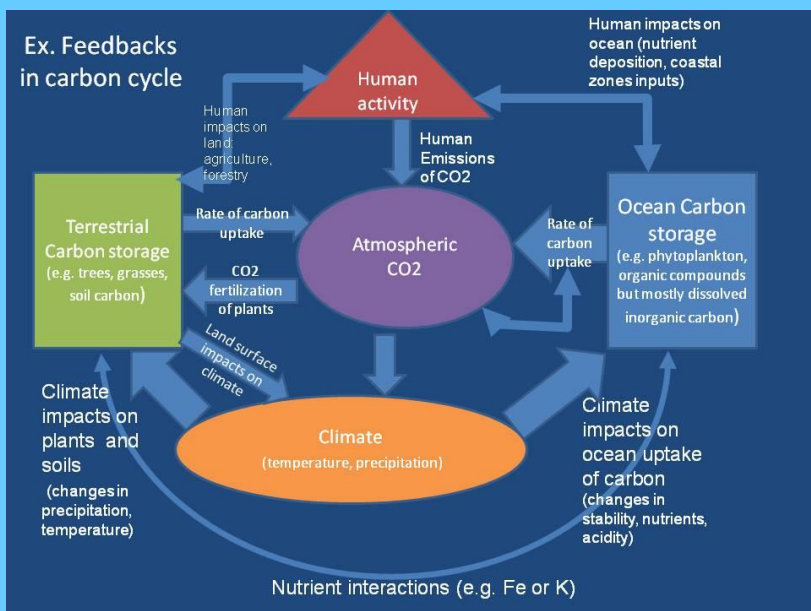 Ex. Feedbacks
in carbon cycle
Human
activity
Human impacts on
ocean (nutrient
deposition, coastal
zones inputs)
Human
impacts on
land:
agriculture,
forestry
Human
Emissions
of CO2
Terrestrial
Carbon storage
(e.g. trees, grasses,
soil carbon)
Rate of carbon
uptake
CO2
fertilization
of plants
Atmospheric
CO2
Rate of
carbon
uptake
Ocean Carbon
storage
(e.g. phytoplankton,
organic compounds
but mostly dissolved
inorganic carbon)
Land surface
impacts on
climate
Climate
impacts on
plants and
soils
(changes in
precipitation,
temperature)
Climate
(temperature, precipitation)
Climate
impacts on
ocean uptake
of carbon
(changes in
stability, nutrients,
acidity)
Nutrient interactions (e.g. Fe or K)